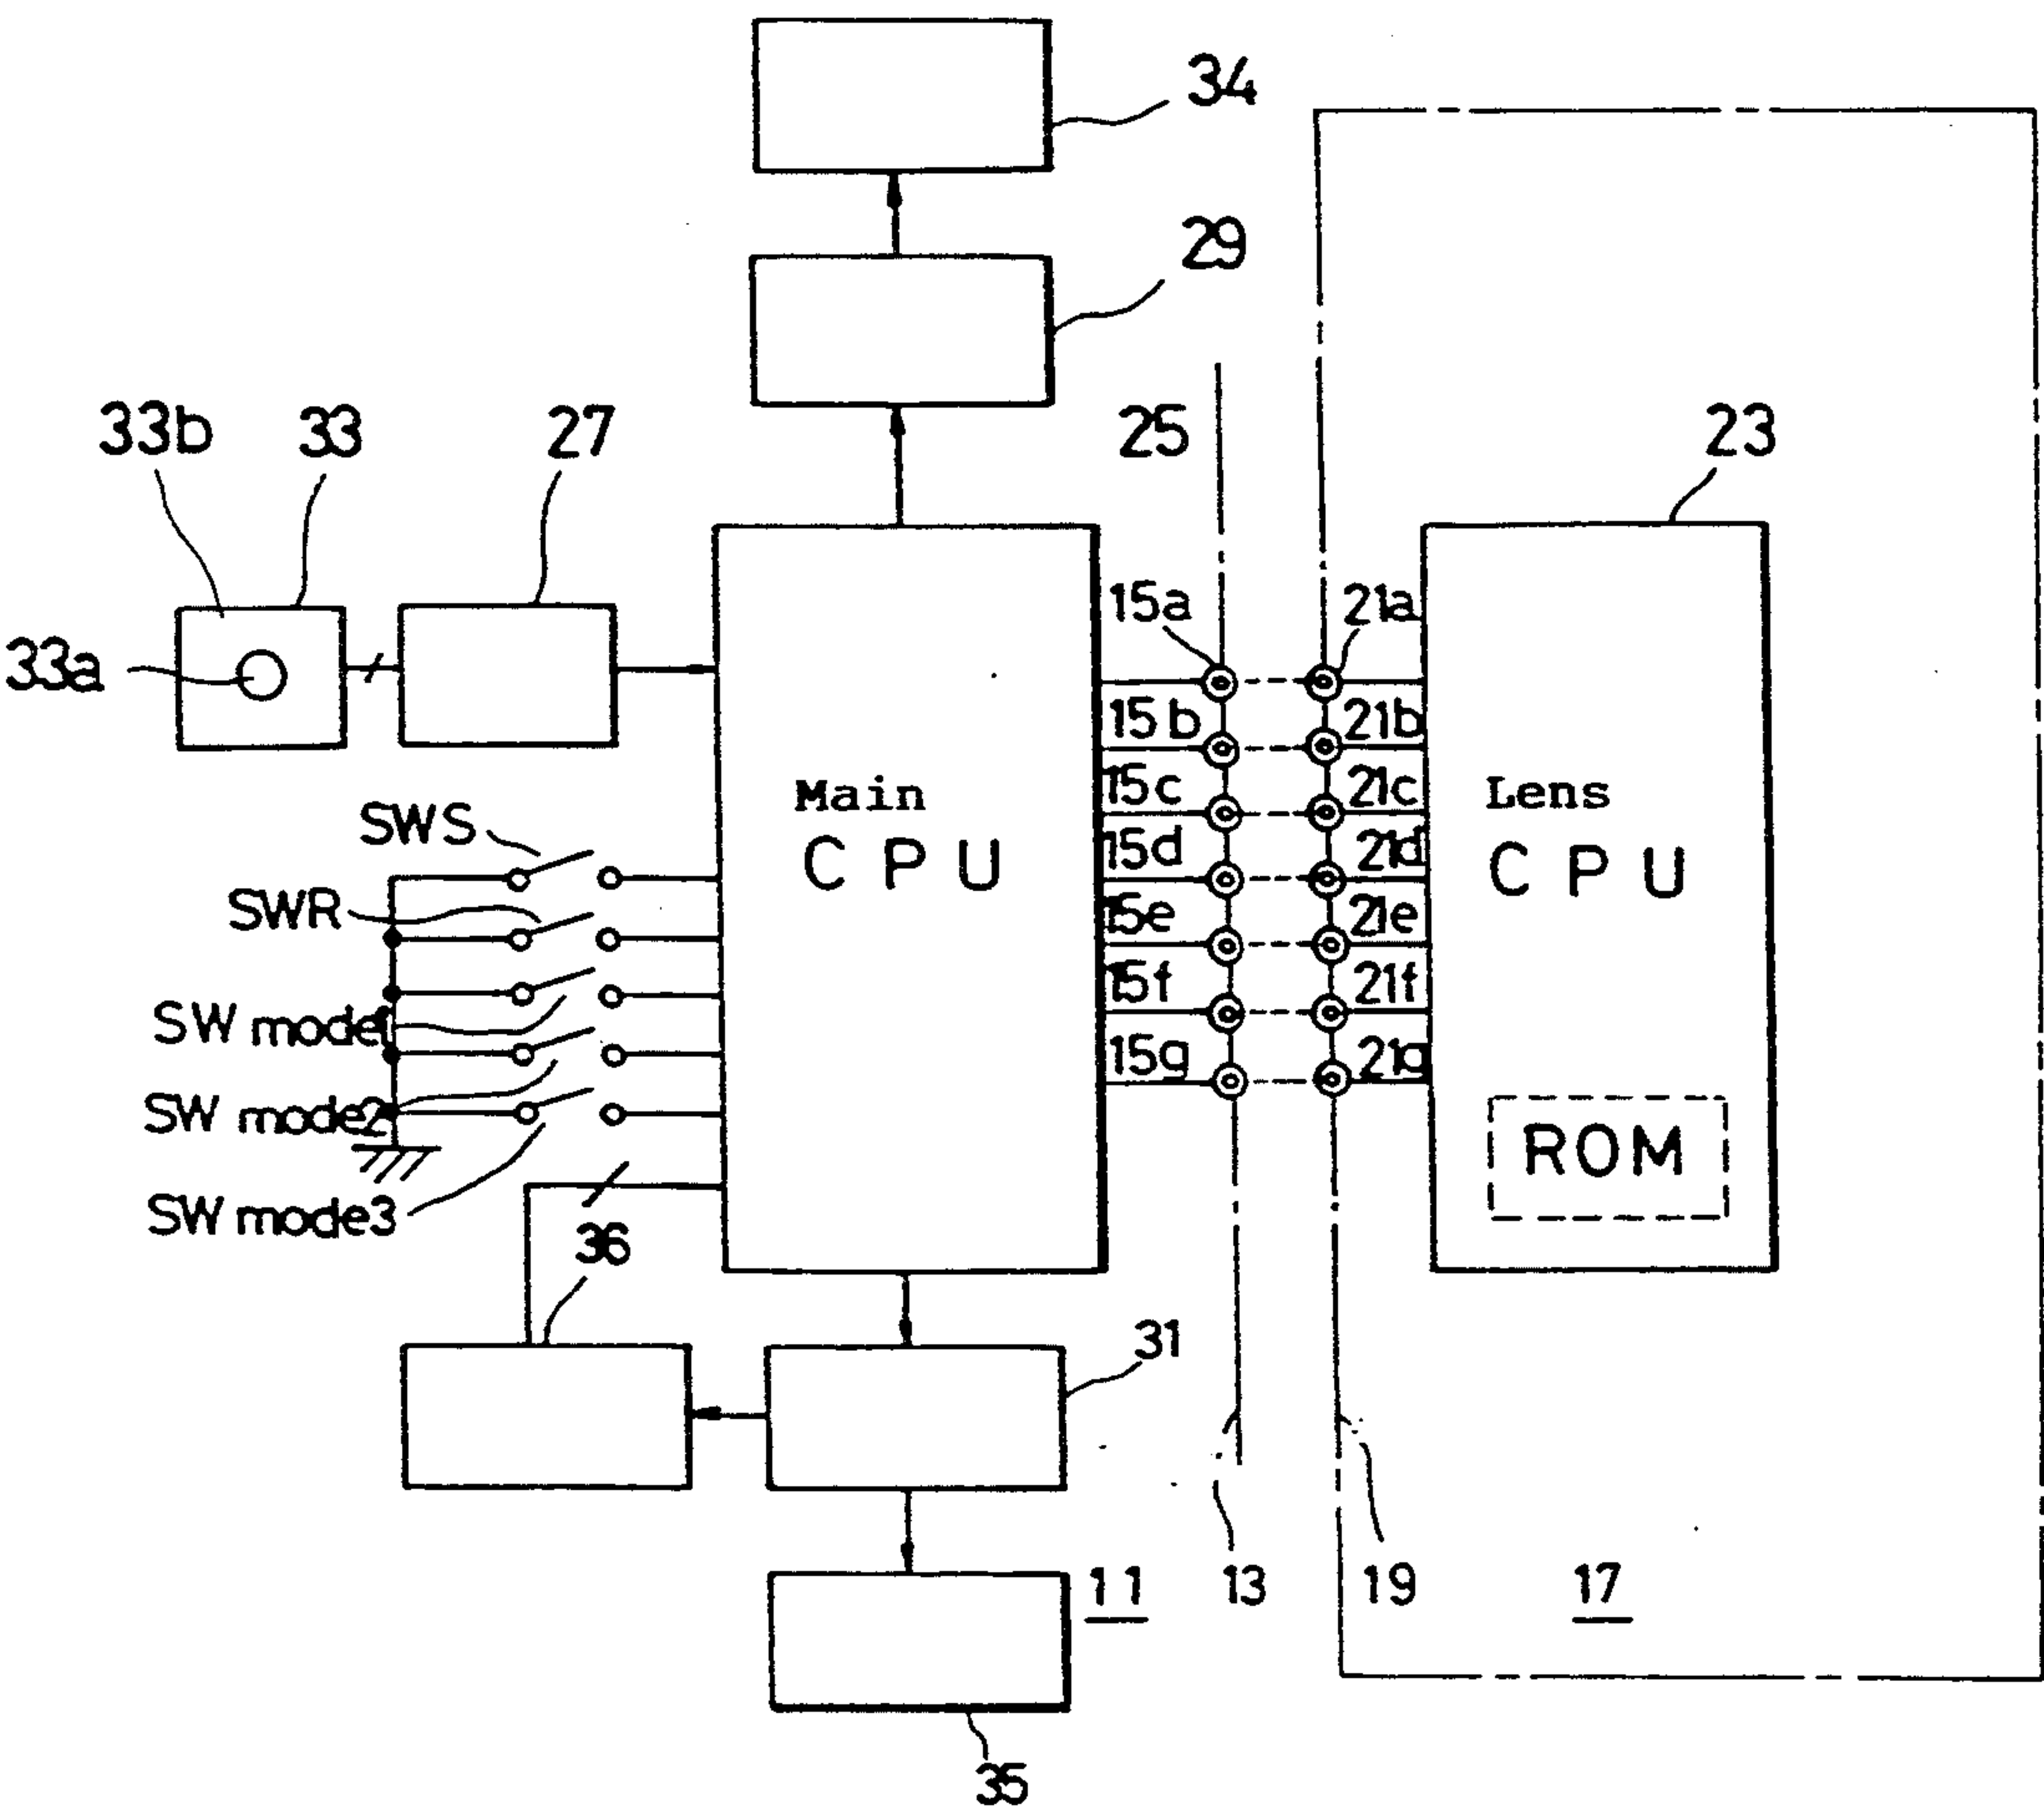 34
29
33b 33 27 25 23
15a 21a
33a
15b 21b
Main 15c 21c Lens
SWS CPU 15d 21d CPU
SWR 15e 21e
15f 21f
SW mode1
15g 21g
SW mode2
ROM
SW mode3
36
31
11 13 19 17
35